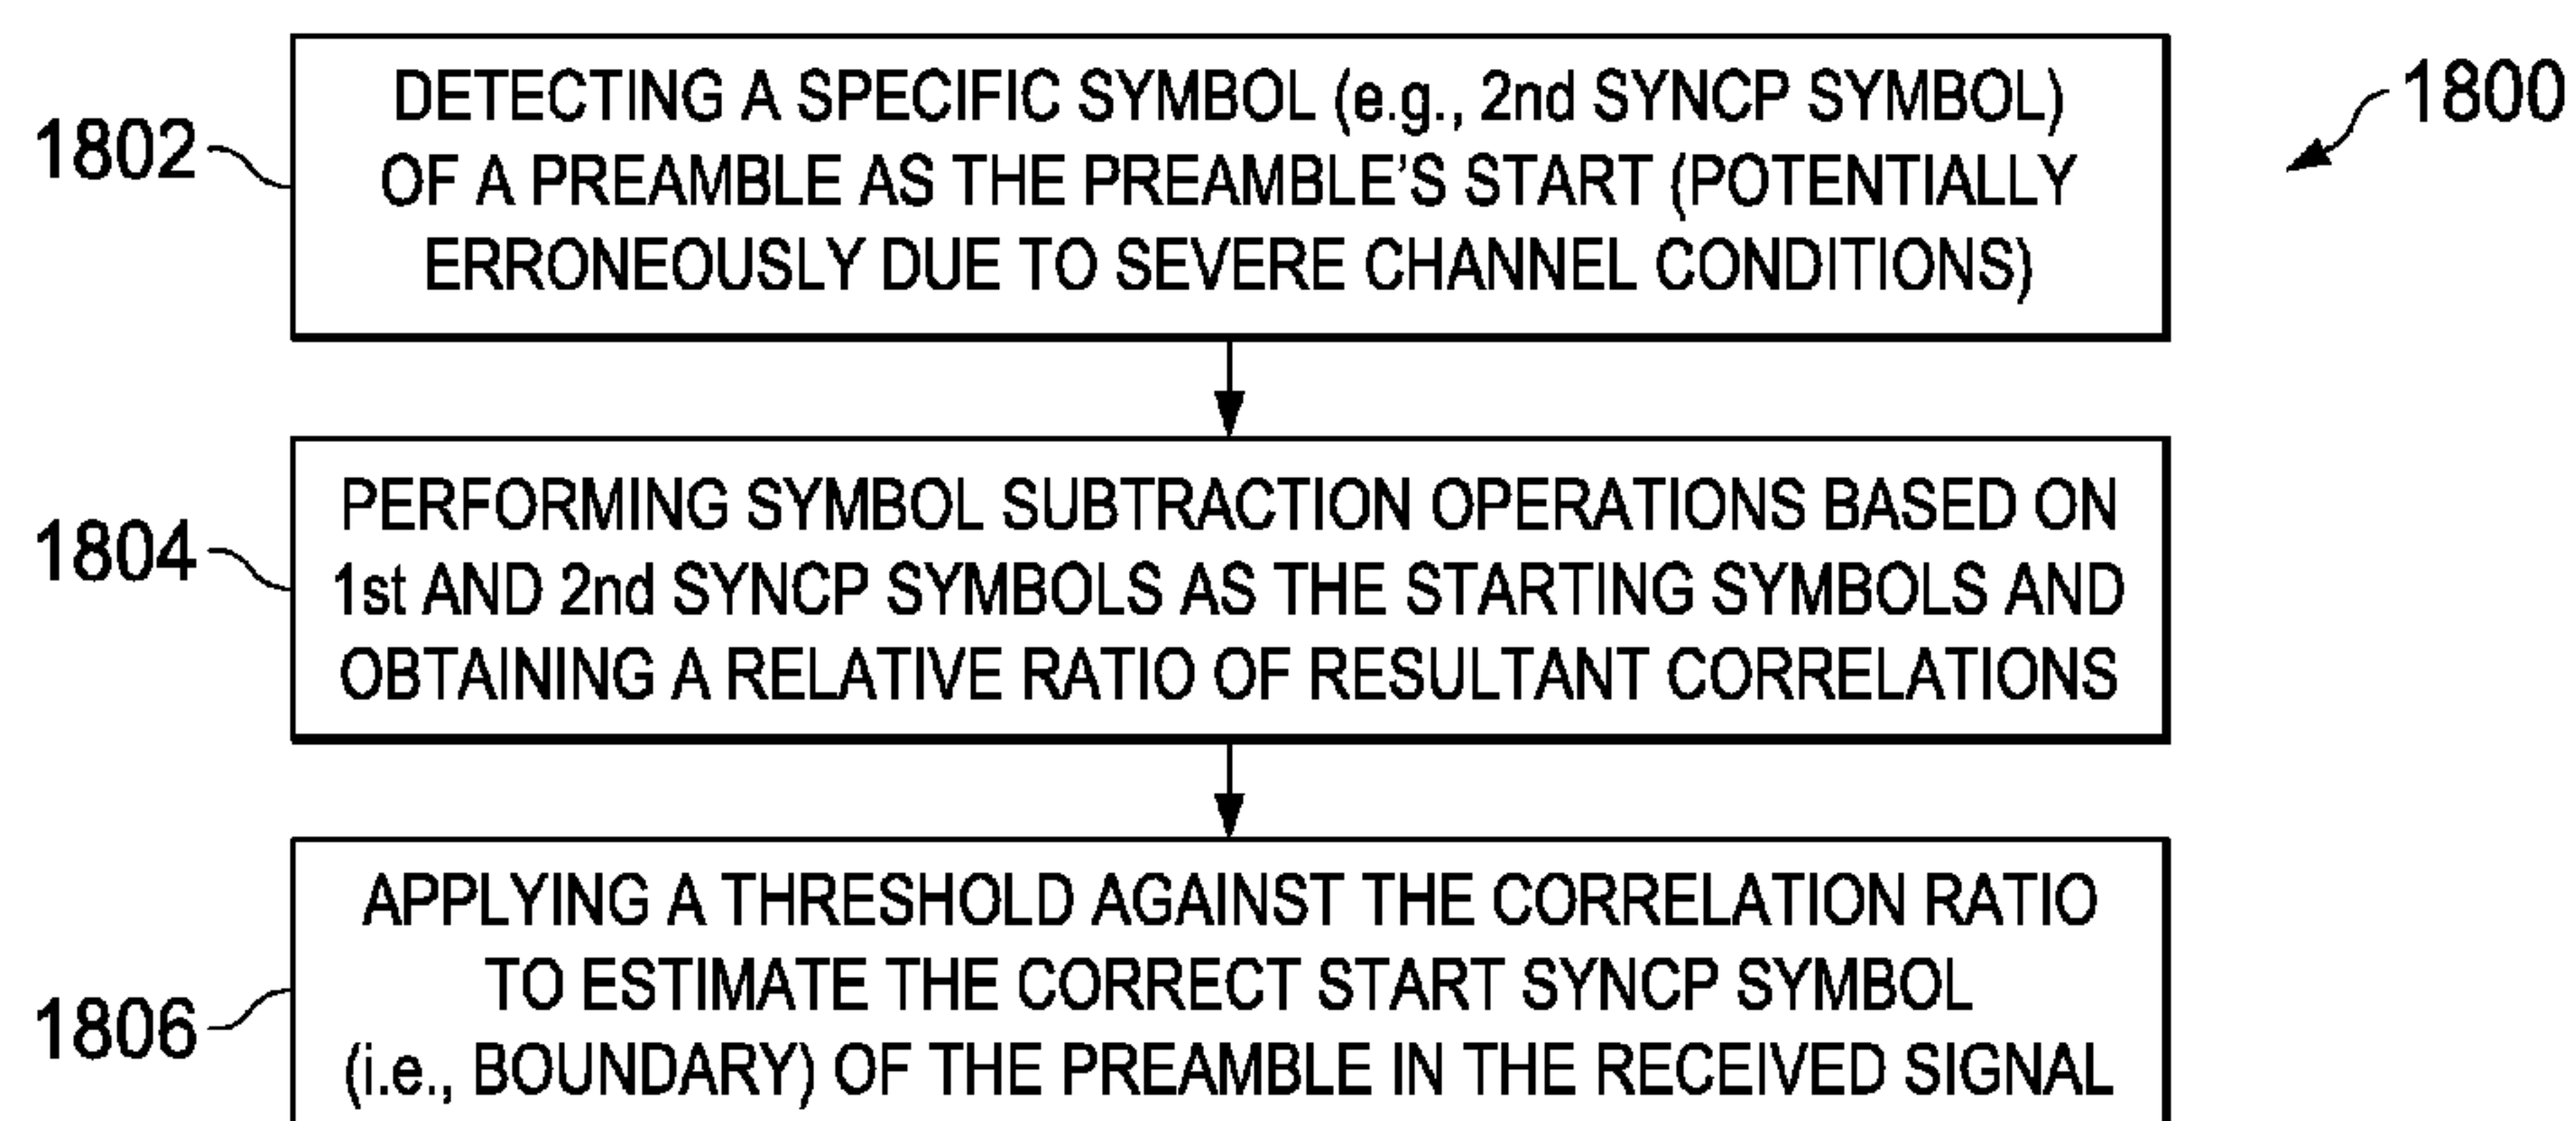 1800
1802
DETECTING A SPECIFIC SYMBOL (e.g., 2nd SYNCP SYMBOL)
OF A PREAMBLE AS THE PREAMBLE'S START (POTENTIALLY
ERRONEOUSLY DUE TO SEVERE CHANNEL CONDITIONS)
1804
PERFORMING SYMBOL SUBTRACTION OPERATIONS BASED ON
1st AND 2nd SYNCP SYMBOLS AS THE STARTING SYMBOLS AND
OBTAINING A RELATIVE RATIO OF RESULTANT CORRELATIONS
1806
APPLYING A THRESHOLD AGAINST THE CORRELATION RATIO
TO ESTIMATE THE CORRECT START SYNCP SYMBOL
(i.e., BOUNDARY) OF THE PREAMBLE IN THE RECEIVED SIGNAL